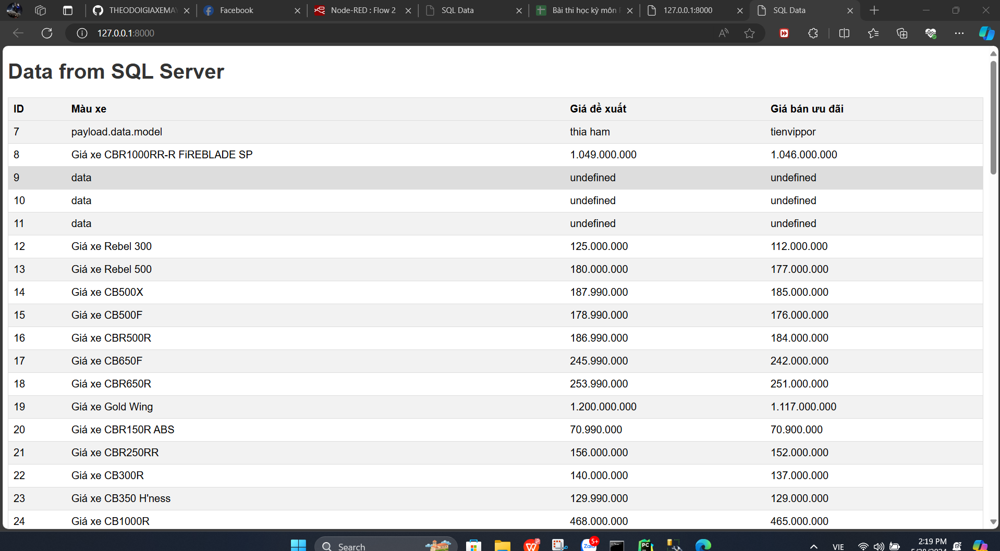 THEODOIGIAXEMAY
Facebook
Node-RED : Flow 2
SQL Data
Bài thi học kỳ môn
127.0.0.1:8000
SQL Data
127.0.0.1:8000
Data from SQL Server
ID Màu xe Giá đề xuất Giá bán ưu đãi
7 payload.data.model thia ham tienvippor
8 Giá xe CBR1000RR-R FiREBLADE SP 1.049.000.000 1.046.000.000
9 data undefined undefined
10 data undefined undefined
11 data undefined undefined
12 Giá xe Rebel 300 125.000.000 112.000.000
13 Giá xe Rebel 500 180.000.000 177.000.000
14 Giá xe CB500X 187.990.000 185.000.000
15 Giá xe CB500F 178.990.000 176.000.000
16 Giá xe CBR500R 186.990.000 184.000.000
17 Giá xe CB650F 245.990.000 242.000.000
18 Giá xe CBR650R 253.990.000 251.000.000
19 Giá xe Gold Wing 1.200.000.000 1.117.000.000
20 Giá xe CBR150R ABS 70.990.000 70.900.000
21 Giá xe CBR250RR 156.000.000 152.000.000
22 Giá xe CB300R 140.000.000 137.000.000
23 Giá xe CB350 H'ness 129.990.000 129.000.000
24 Giá xe CB1000R 468.000.000 465.000.000
Search
Zalo
5+
PC
VIE
2:19 PM
5/28/2024